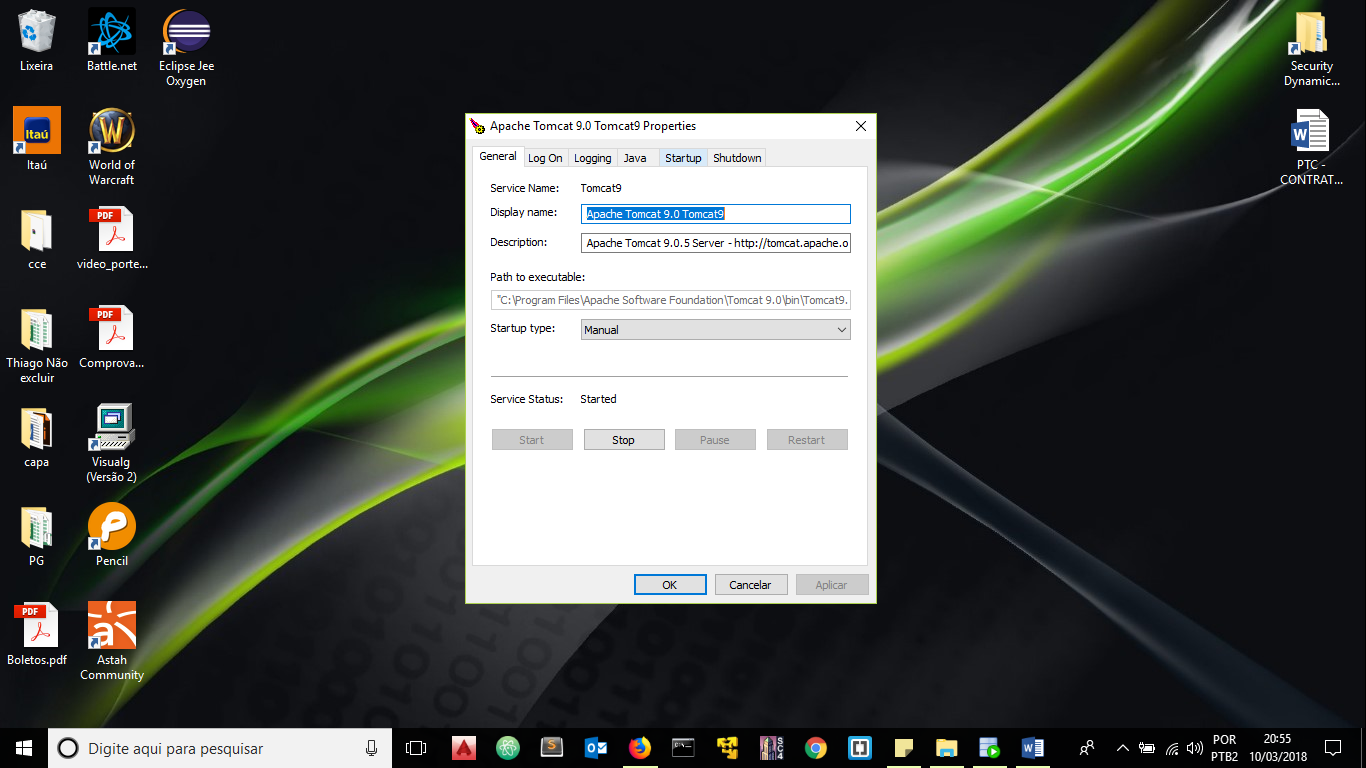 Lixeira
Battle.net
Eclipse Jee
Oxygen
Itaú
Itaú
World of
Warcraft
cce
PDF
video_porte...
Thiago Não
excluir
PDF
Comprova...
capa
Visualg
(Versão 2)
PG
Pencil
PDF
Boletos.pdf
Astah
Community
Security
Dynamic...
PTC -
CONTRAT...
Apache Tomcat 9.0 Tomcat9 Properties
General
Log On
Logging
Java
Startup
Shutdown
Service Name:
Tomcat9
Display name:
Apache Tomcat 9.0 Tomcat9
Description:
Apache Tomcat 9.0.5 Server - http://tomcat.apache.o
Path to executable:
"C:\Program Files\Apache Software Foundation\Tomcat 9.0\bin\Tomcat9.
Startup type:
Manual
Service Status:
Started
Start
Stop
Pause
Restart
OK
Cancelar
Aplicar
Digite aqui para pesquisar
SC4
POR
PTB2
20:55
10/03/2018